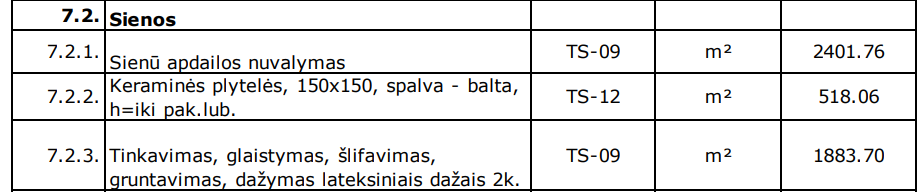 7.2. Sienos
7.2.1. Sienū apdailos nuvalymas TS-09 m² 2401.76
7.2.2. Keraminės plytelės, 150x150, spalva - balta,
h=iki pak.lub. TS-12 m² 518.06
7.2.3. Tinkavimas, glaistymas, šlifavimas,
gruntavimas, dažymas lateksiniais dažais 2k. TS-09 m² 1883.70